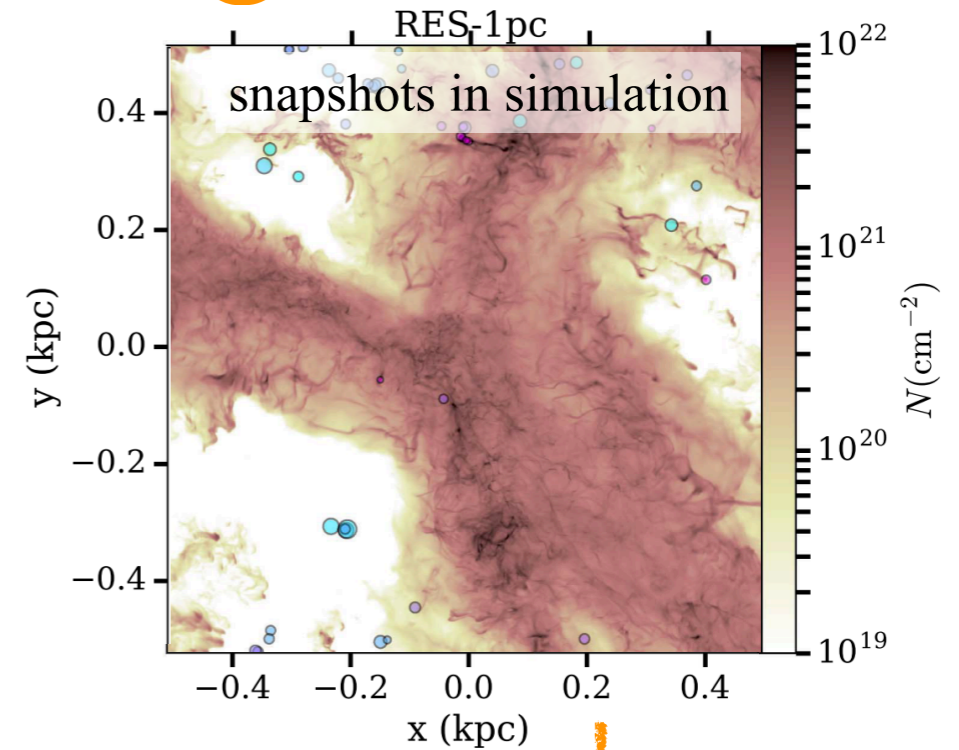 RES-1pc
snapshots in simulation
10²²
10²¹
10²⁰
10¹⁹
N(cm⁻²)
y (kpc)
0.4
0.2
0.0
−0.2
−0.4
−0.4 −0.2 0.0 0.2 0.4
x (kpc)